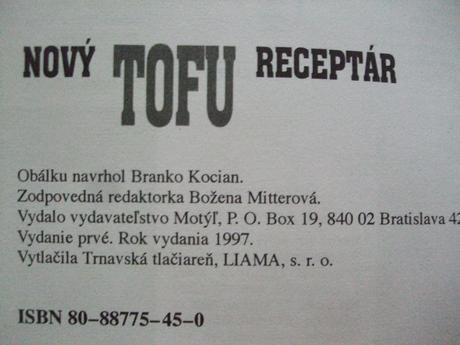 NOVÝ TOFU RECEPTÁR
Obálku navrhol Branko Kocian.
Zodpovedná redaktorka Božena Mitterová.
Vydalo vydavateľstvo Motýľ, P. O. Box 19, 840 02 Bratislava 42
Vydanie prvé. Rok vydania 1997.
Vytlačila Trnavská tlačiareň, LIAMA, s. r. o.
ISBN 80–88775–45–0